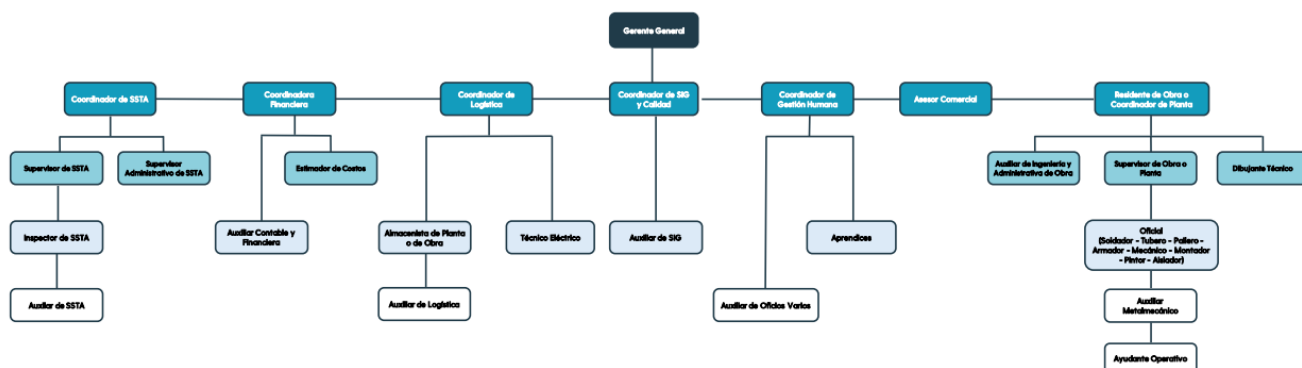 Gerente General
Coordinador de SSTA
Coordinadora
Financiera
Coordinador de
Logística
Coordinador de SIG
y Calidad
Coordinador de
Gestión Humana
Asesor Comercial
Residente de Obra o
Coordinador de Planta
Supervisor de SSTA
Supervisor
Administrativo de SSTA
Estimador de Costos
Auxiliar de Ingeniería y
Administrativa de Obra
Supervisor de Obra o
Planta
Dibujante Técnico
Inspector de SSTA
Auxiliar Contable y
Financiera
Almacenista de Planta
o de Obra
Técnico Eléctrico
Auxiliar de SIG
Aprendices
Oficial
(Soldador - Tubero - Pailero -
Armador - Mecánico - Montador
- Pintor - Aislador)
Auxiliar de SSTA
Auxiliar de Logística
Auxiliar de Oficios Varios
Auxiliar
Metalmecánico
Ayudante Operativo